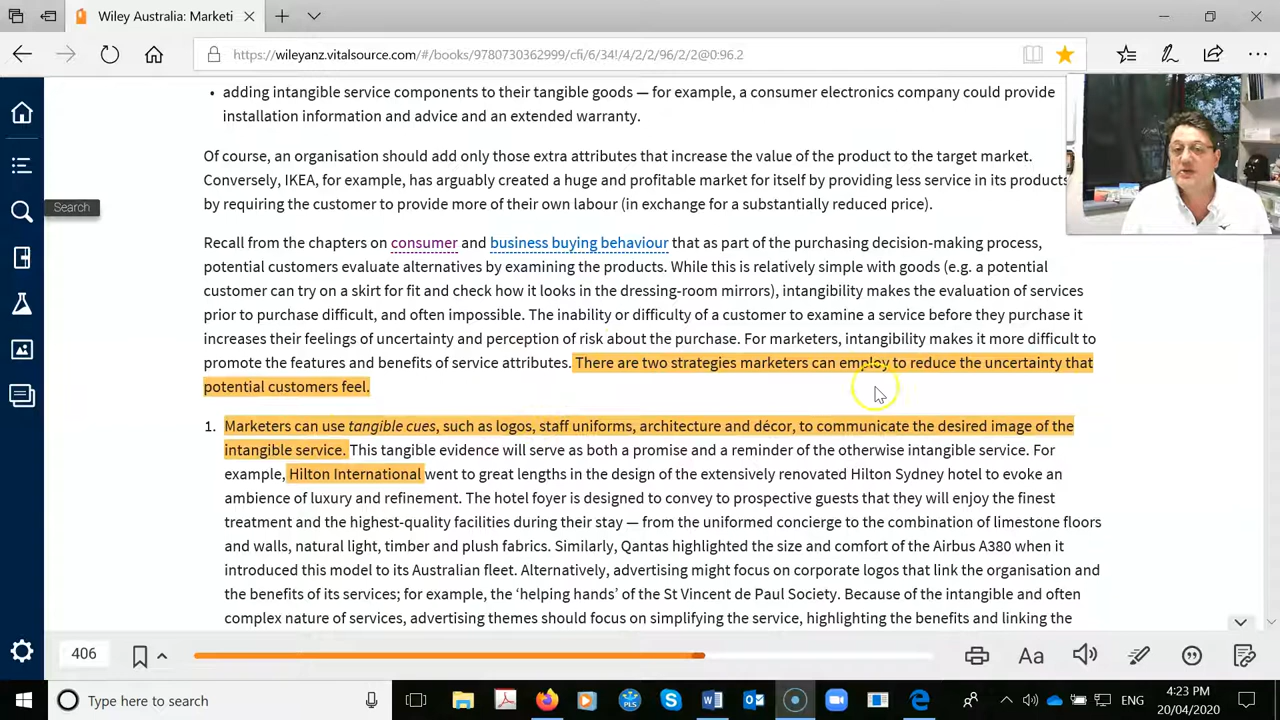 Wiley Australia: Marketi
https://wileyanz.vitalsource.com/#/books/9780730362999/cfi/6/34!/4/2/2/96/2/2@0:96.2
Search
• adding intangible service components to their tangible goods — for example, a consumer electronics company could provide
installation information and advice and an extended warranty.
Of course, an organisation should add only those extra attributes that increase the value of the product to the target market.
Conversely, IKEA, for example, has arguably created a huge and profitable market for itself by providing less service in its products
by requiring the customer to provide more of their own labour (in exchange for a substantially reduced price).
Recall from the chapters on consumer and business buying behaviour that as part of the purchasing decision-making process,
potential customers evaluate alternatives by examining the products. While this is relatively simple with goods (e.g. a potential
customer can try on a skirt for fit and check how it looks in the dressing-room mirrors), intangibility makes the evaluation of services
prior to purchase difficult, and often impossible. The inability or difficulty of a customer to examine a service before they purchase it
increases their feelings of uncertainty and perception of risk about the purchase. For marketers, intangibility makes it more difficult to
promote the features and benefits of service attributes. There are two strategies marketers can employ to reduce the uncertainty that
potential customers feel.
1. Marketers can use tangible cues, such as logos, staff uniforms, architecture and décor, to communicate the desired image of the
intangible service. This tangible evidence will serve as both a promise and a reminder of the otherwise intangible service. For
example, Hilton International went to great lengths in the design of the extensively renovated Hilton Sydney hotel to evoke an
ambience of luxury and refinement. The hotel foyer is designed to convey to prospective guests that they will enjoy the finest
treatment and the highest-quality facilities during their stay — from the uniformed concierge to the combination of limestone floors
and walls, natural light, timber and plush fabrics. Similarly, Qantas highlighted the size and comfort of the Airbus A380 when it
introduced this model to its Australian fleet. Alternatively, advertising might focus on corporate logos that link the organisation and
the benefits of its services; for example, the ‘helping hands’ of the St Vincent de Paul Society. Because of the intangible and often
complex nature of services, advertising themes should focus on simplifying the service, highlighting the benefits and linking the
406
Aa
Type here to search
PLS
ENG
4:23 PM
20/04/2020